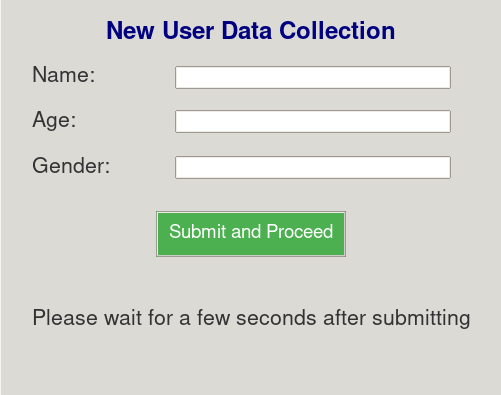 New User Data Collection
Name:
Age:
Gender:
Submit and Proceed
Please wait for a few seconds after submitting